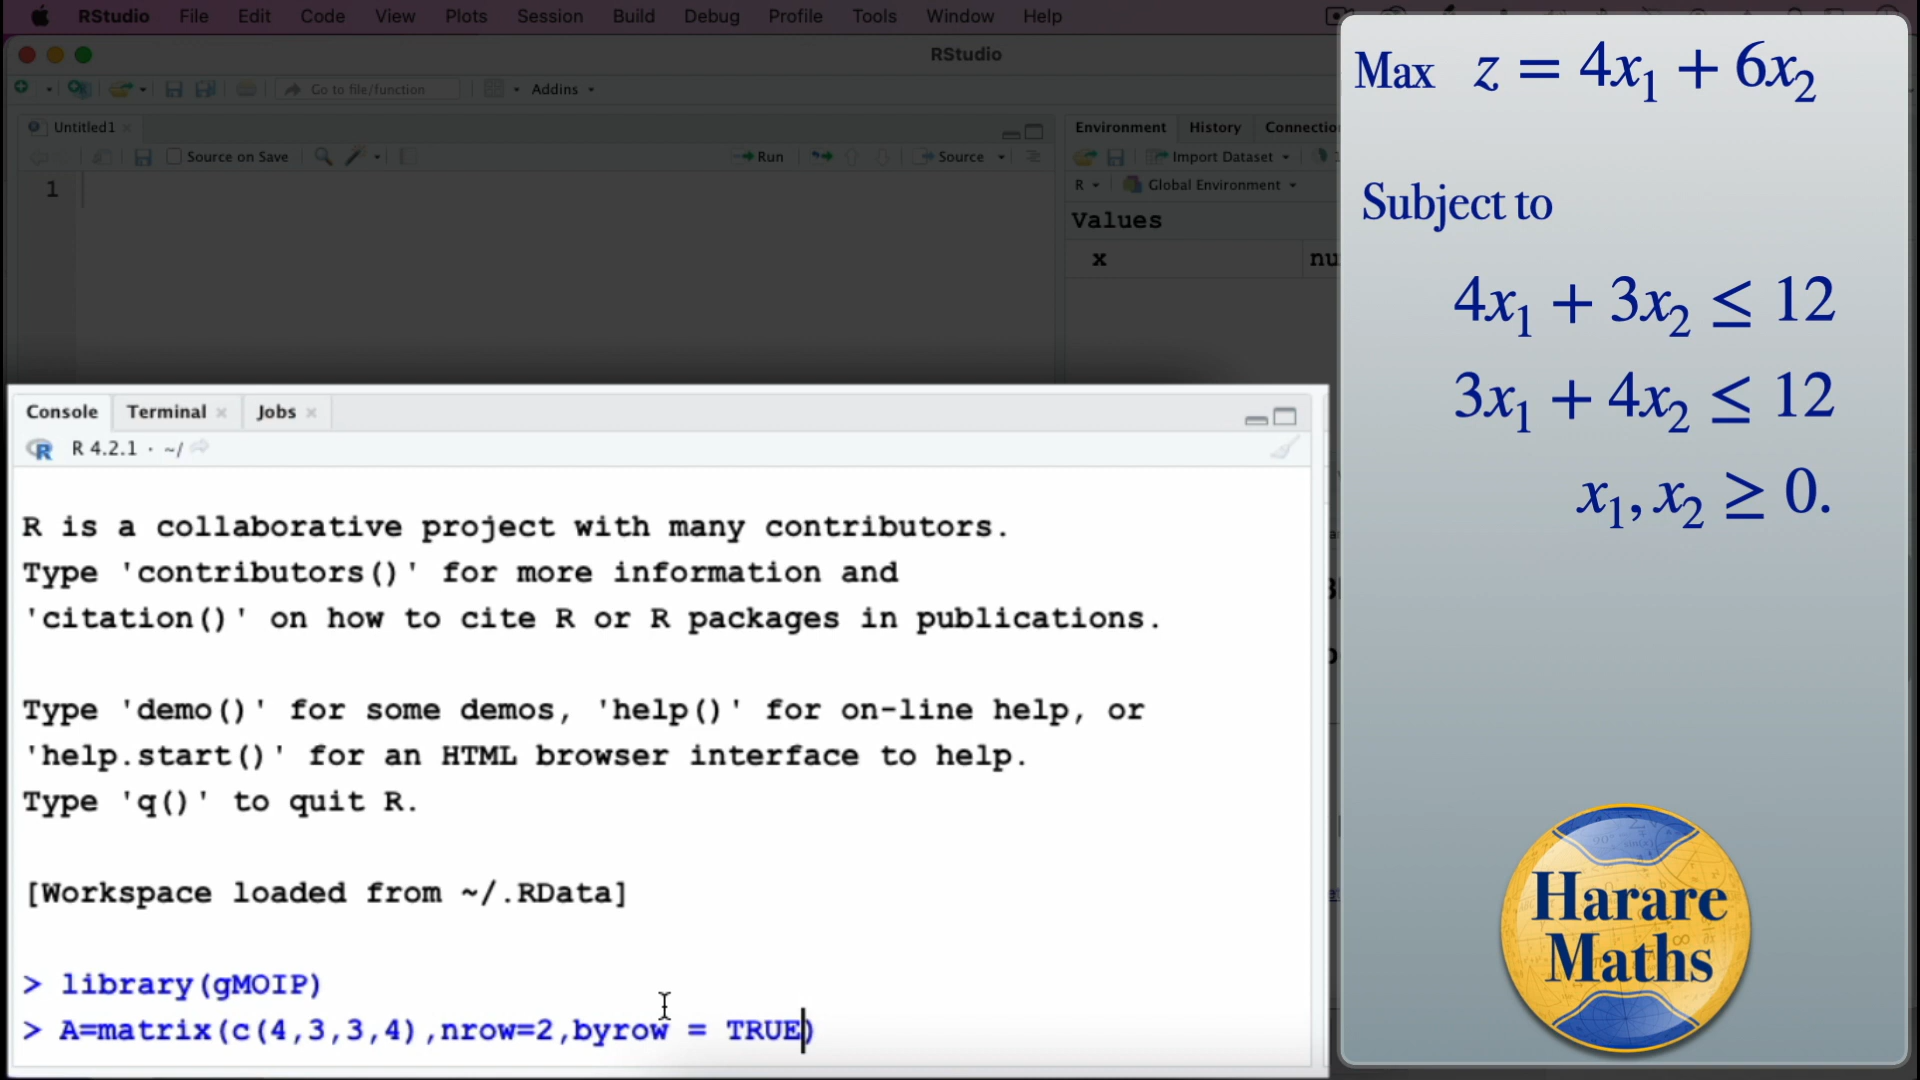 RStudio File Edit Code View Plots Session Build Debug Profile Tools Window Help
RStudio
Go to file/function Addins
Untitled1
Source on Save Run Source
1
Environment History Connectio
Import Dataset
R Global Environment
Values
x nu
Console Terminal Jobs
R 4.2.1 · ~/
R is a collaborative project with many contributors.
Type 'contributors()' for more information and
'citation()' on how to cite R or R packages in publications.
Type 'demo()' for some demos, 'help()' for on-line help, or
'help.start()' for an HTML browser interface to help.
Type 'q()' to quit R.
[Workspace loaded from ~/.RData]
> library(gMOIP)
> A=matrix(c(4,3,3,4),nrow=2,byrow = TRUE)
Max z = 4x₁ + 6x₂
Subject to
4x₁ + 3x₂ ≤ 12
3x₁ + 4x₂ ≤ 12
x₁, x₂ ≥ 0.
Harare
Maths